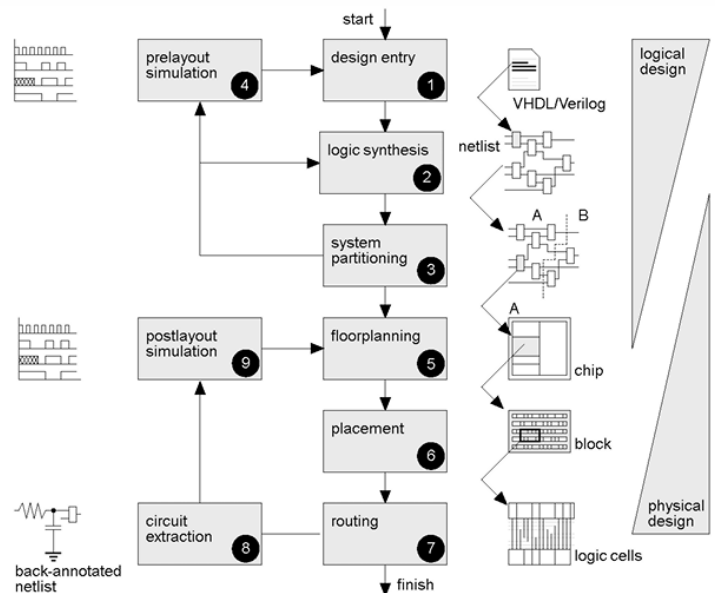 start
prelayout
simulation
4
design entry
1
VHDL/Verilog
logical
design
logic synthesis
2
netlist
system
partitioning
3
A
B
postlayout
simulation
9
floorplanning
5
A
chip
placement
6
block
circuit
extraction
8
routing
7
logic cells
physical
design
back-annotated
netlist
finish